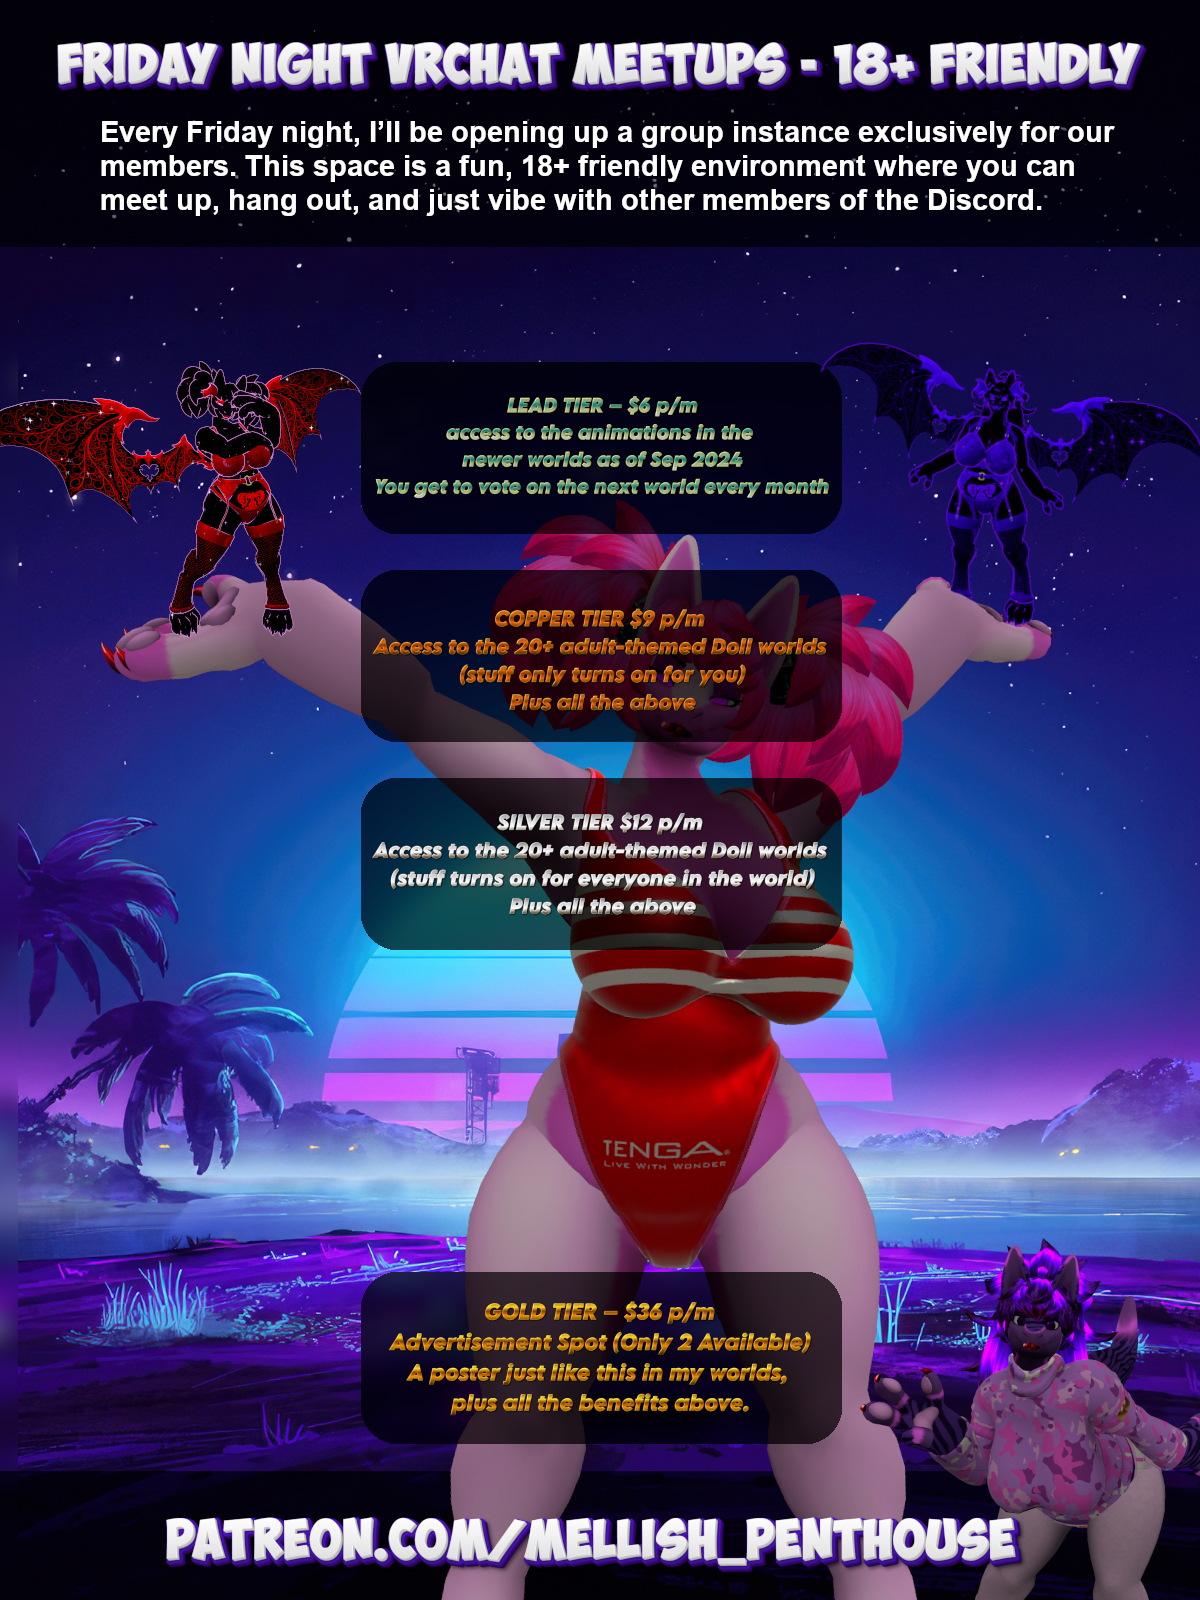 FRIDAY NIGHT VRCHAT MEETUPS - 18+ FRIENDLY
Every Friday night, I’ll be opening up a group instance exclusively for our
members. This space is a fun, 18+ friendly environment where you can
meet up, hang out, and just vibe with other members of the Discord.
LEAD TIER – $6 p/m
access to the animations in the
newer worlds as of Sep 2024
You get to vote on the next world every month
COPPER TIER $9 p/m
Access to the 20+ adult-themed Doll worlds
(stuff only turns on for you)
Plus all the above
SILVER TIER $12 p/m
Access to the 20+ adult-themed Doll worlds
(stuff turns on for everyone in the world)
Plus all the above
TENGA®
LIVE WITH WONDER
GOLD TIER – $36 p/m
Advertisement Spot (Only 2 Available)
A poster just like this in my worlds,
plus all the benefits above.
PATREON.COM/MELLISH_PENTHOUSE